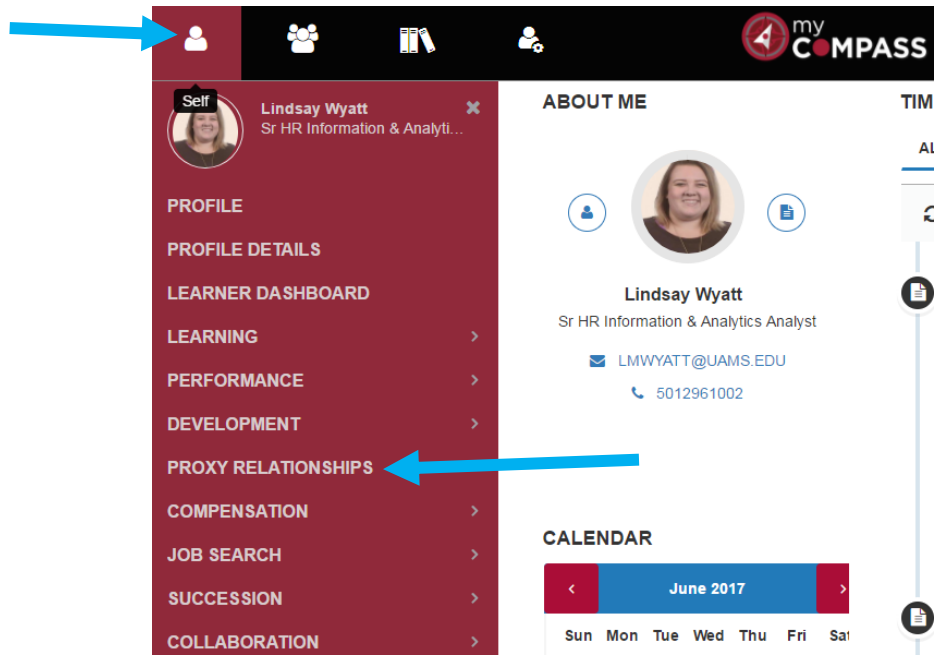 my
COMPASS
Self
Lindsay Wyatt
Sr HR Information & Analyti...
PROFILE
PROFILE DETAILS
LEARNER DASHBOARD
LEARNING
PERFORMANCE
DEVELOPMENT
PROXY RELATIONSHIPS
COMPENSATION
JOB SEARCH
SUCCESSION
COLLABORATION
ABOUT ME
Lindsay Wyatt
Sr HR Information & Analytics Analyst
LMWYATT@UAMS.EDU
5012961002
CALENDAR
June 2017
Sun Mon Tue Wed Thu Fri Sat
TIM
AL